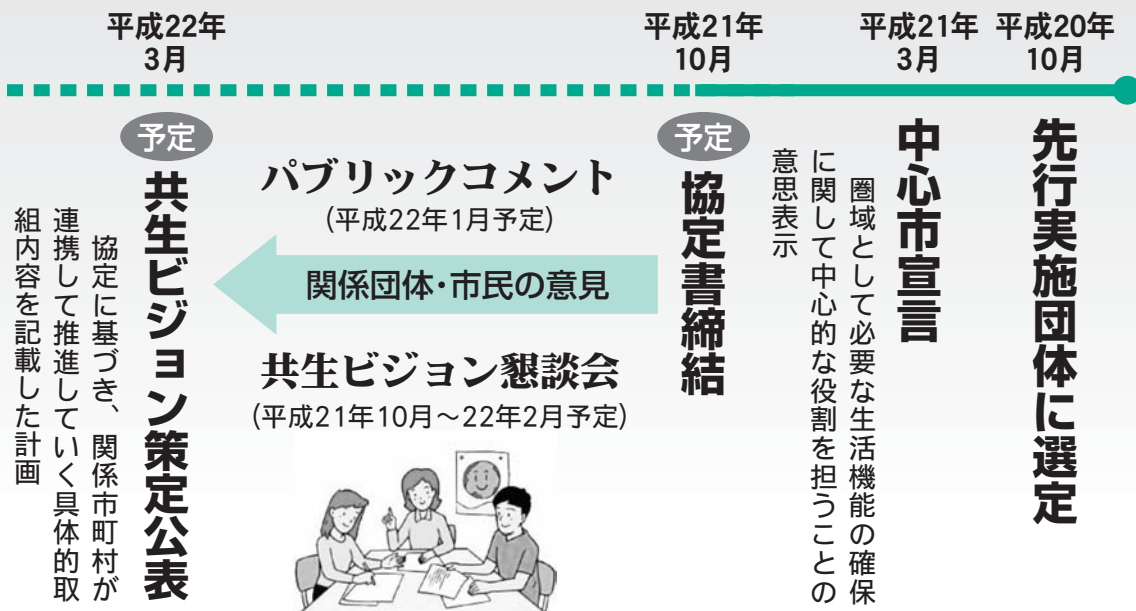 平成20年
10月
先行実施団体に選定
平成21年
3月
中心市宣言
圏域として必要な生活機能の確保
に関して中心的な役割を担うことの
意思表示
平成21年
10月
予定
協定書締結
パブリックコメント
(平成22年1月予定)
関係団体・市民の意見
共生ビジョン懇談会
(平成21年10月〜22年2月予定)
平成22年
3月
予定
共生ビジョン策定公表
協定に基づき、関係市町村が
連携して推進していく具体的取
組内容を記載した計画